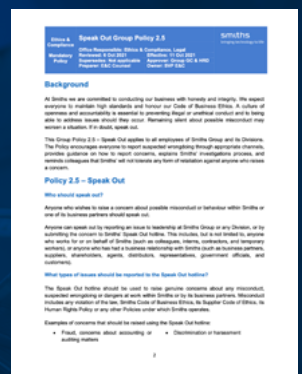 Ethics &
Compliance
Mandatory
Policy
Speak Out Group Policy 2.5
Office Responsible: Ethics & Compliance, Legal
Reviewed: 5 Oct 2021 Effective: 11 Oct 2021
Supersedes: Not applicable Approver: Group GC & HRD
Preparer: E&C Counsel Owner: SVP E&C
smiths
bringing technology to life
Background
At Smiths we are committed to conducting our business with honesty and integrity. We expect
everyone to maintain high standards and honour our Code of Business Ethics. A culture of
openness and accountability is essential to preventing illegal or unethical conduct and to being
able to address issues should they occur. Remaining silent about possible misconduct may
worsen a situation. If in doubt, speak out.
This Group Policy 2.5 – Speak Out applies to all employees of Smiths Group and its Divisions.
The Policy encourages everyone to report suspected wrongdoing through appropriate channels,
provides guidance on how to report concerns, explains Smiths' investigations process, and
reminds colleagues that Smiths' will not tolerate any form of retaliation against anyone who raises
a concern.
Policy 2.5 – Speak Out
Who should speak out?
Anyone who wishes to raise a concern about possible misconduct or behaviour within Smiths or
one of its business partners should speak out.
Anyone can speak out by reporting an issue to leadership at Smiths Group or any Division, or by
submitting the concern to Smiths' Speak Out hotline. This includes, but is not limited to, anyone
who works for or on behalf of Smiths (such as colleagues, interns, contractors, and temporary
workers), or anyone who has had a business relationship with Smiths (such as business partners,
suppliers, shareholders, agents, distributors, representatives, government officials, and
customers).
What types of issues should be reported to the Speak Out hotline?
The Speak Out hotline should be used to raise genuine concerns about any misconduct,
suspected wrongdoing or dangers at work within Smiths or by its business partners. Misconduct
includes any violation of the law, Smiths Code of Business Ethics, its Supplier Code of Ethics, its
Human Rights Policy or any other Policies under which Smiths operates.
Examples of concerns that should be raised using the Speak Out hotline:
• Fraud, concerns about accounting or
auditing matters
• Discrimination or harassment